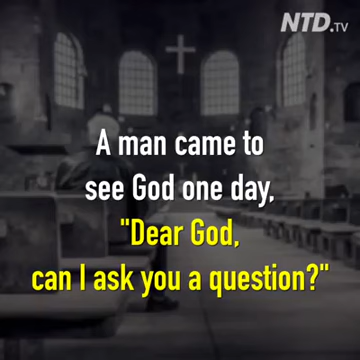 NTD.TV
A man came to
see God one day,
"Dear God,
can I ask you a question?"